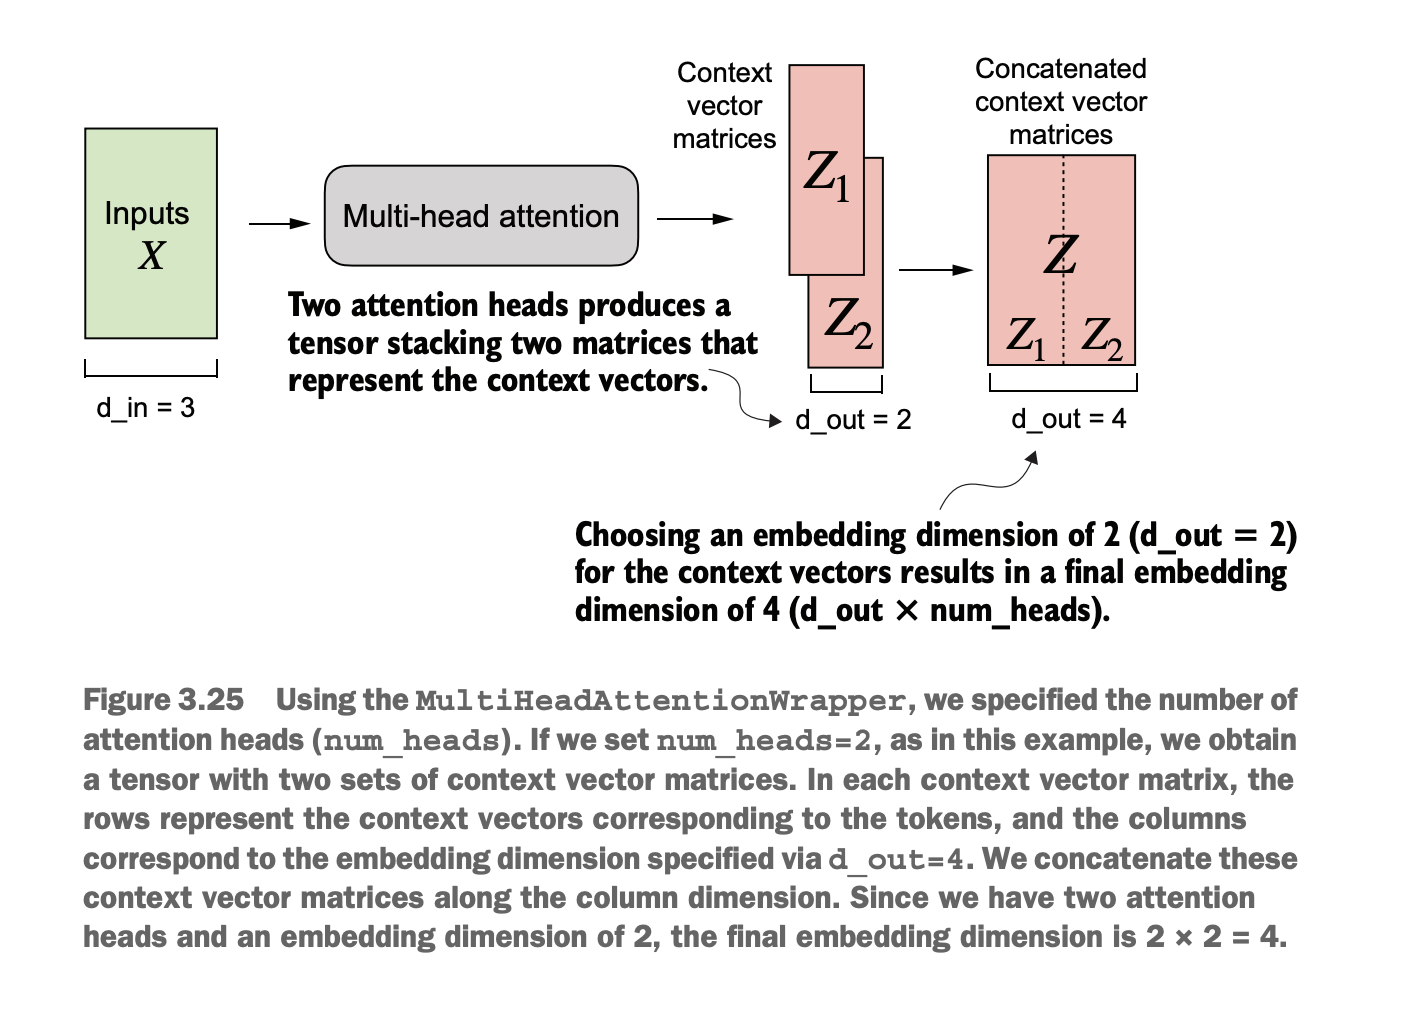 Inputs
X
d_in = 3
Multi-head attention
Two attention heads produces a
tensor stacking two matrices that
represent the context vectors.
Context
vector
matrices
Z1
Z2
d_out = 2
Concatenated
context vector
matrices
Z
Z1 Z2
d_out = 4
Choosing an embedding dimension of 2 (d_out = 2)
for the context vectors results in a final embedding
dimension of 4 (d_out × num_heads).
Figure 3.25 Using the MultiHeadAttentionWrapper, we specified the number of
attention heads (num_heads). If we set num_heads=2, as in this example, we obtain
a tensor with two sets of context vector matrices. In each context vector matrix, the
rows represent the context vectors corresponding to the tokens, and the columns
correspond to the embedding dimension specified via d_out=4. We concatenate these
context vector matrices along the column dimension. Since we have two attention
heads and an embedding dimension of 2, the final embedding dimension is 2 × 2 = 4.